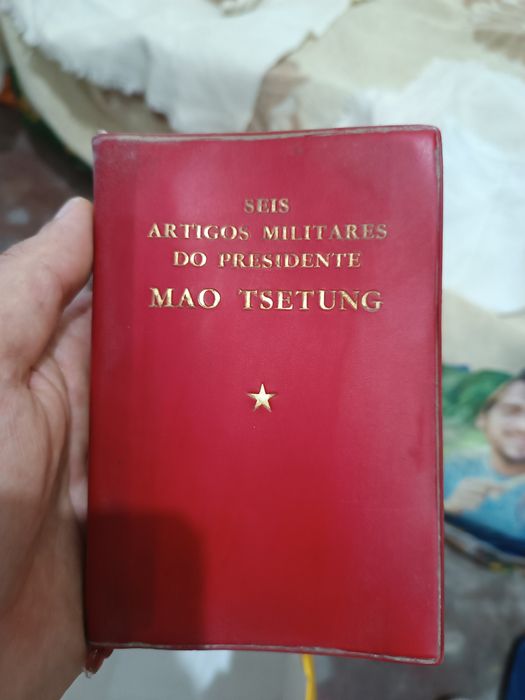 SEIS
ARTIGOS MILITARES
DO PRESIDENTE
MAO TSETUNG